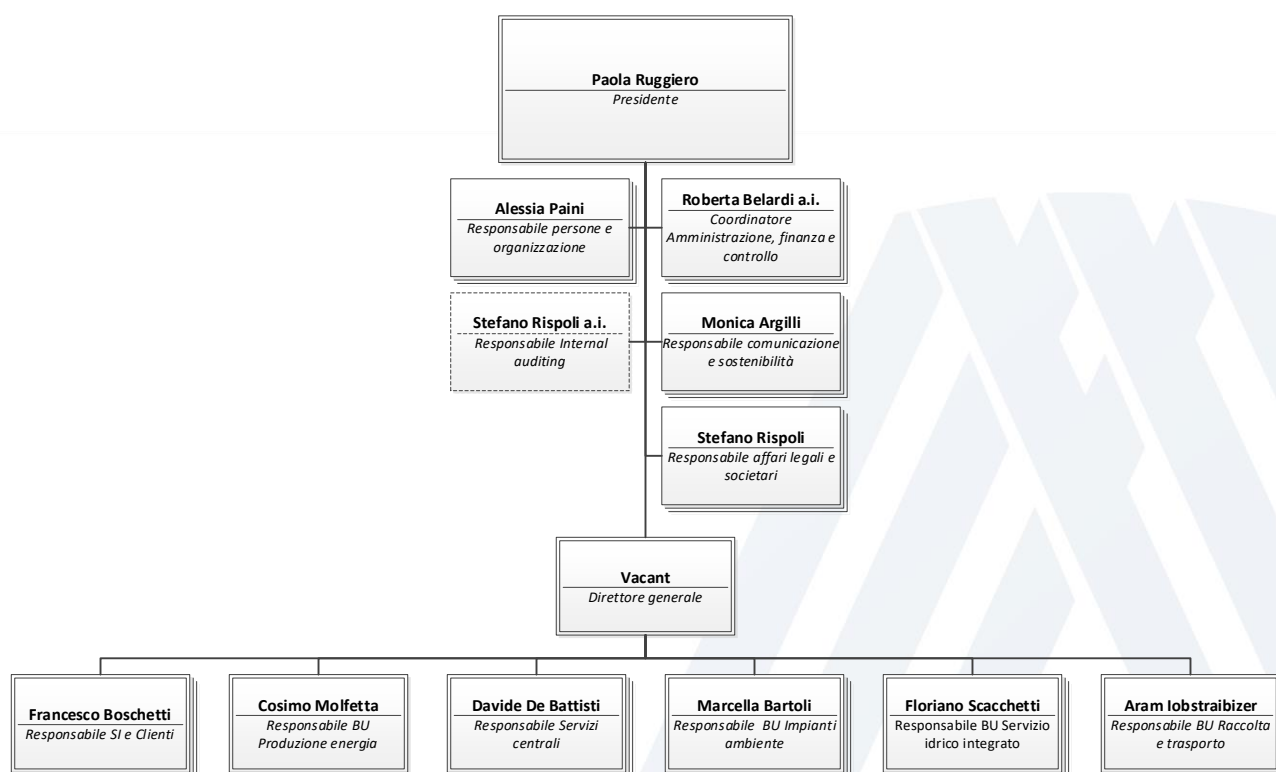 Paola Ruggiero
Presidente
Alessia Paini
Responsabile persone e
organizzazione
Roberta Belardi a.i.
Coordinatore
Amministrazione, finanza e
controllo
Stefano Rispoli a.i.
Responsabile Internal
auditing
Monica Argilli
Responsabile comunicazione
e sostenibilità
Stefano Rispoli
Responsabile affari legali e
societari
Vacant
Direttore generale
Francesco Boschetti
Responsabile SI e Clienti
Cosimo Molfetta
Responsabile BU
Produzione energia
Davide De Battisti
Responsabile Servizi
centrali
Marcella Bartoli
Responsabile BU Impianti
ambiente
Floriano Scacchetti
Responsabile BU Servizio
idrico integrato
Aram Iobstraibizer
Responsabile BU Raccolta
e trasporto